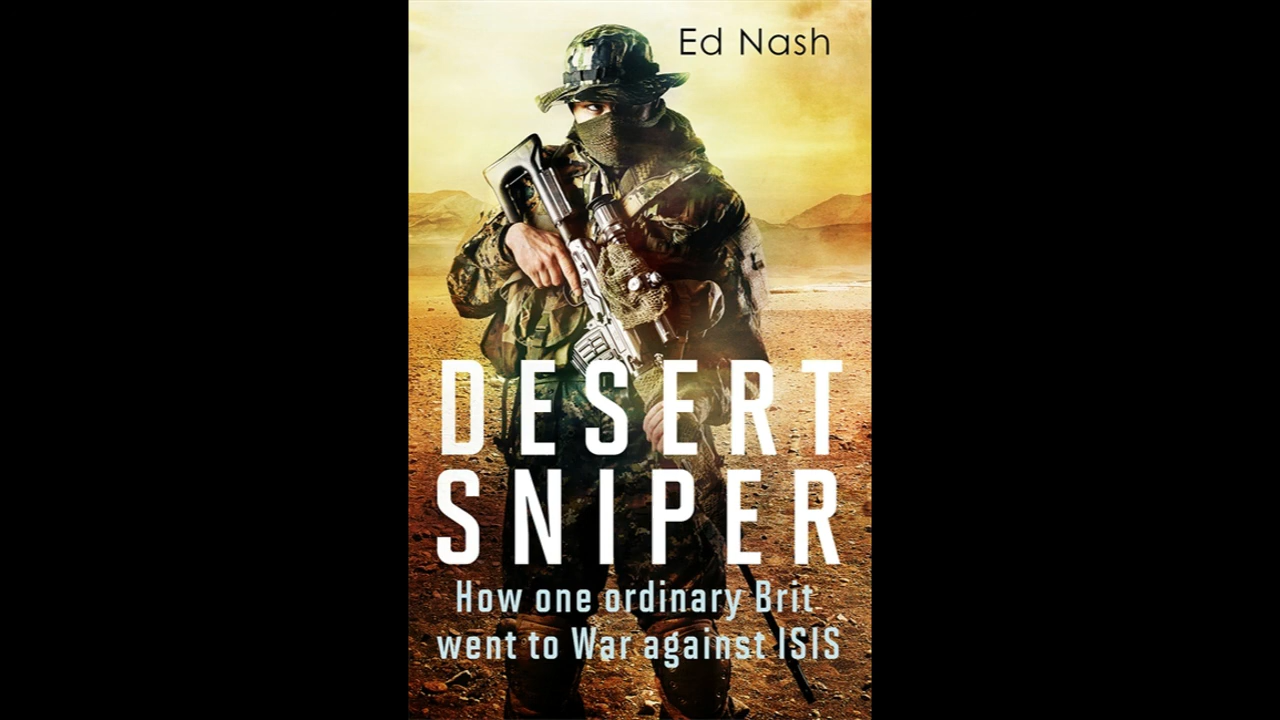 Ed Nash
DESERT
SNIPER
How one ordinary Brit
went to War against ISIS